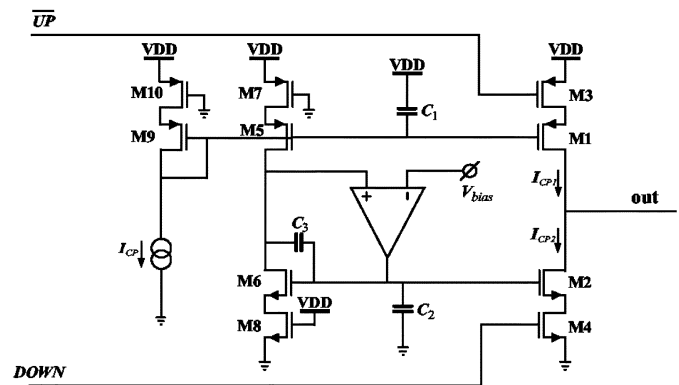 UP
VDD
VDD
VDD
VDD
M10
M7
M3
C1
M9
M5
M1
ICP1
+
-
Vbias
out
C3
ICP
ICP2
M6
M2
VDD
C2
M8
M4
DOWN